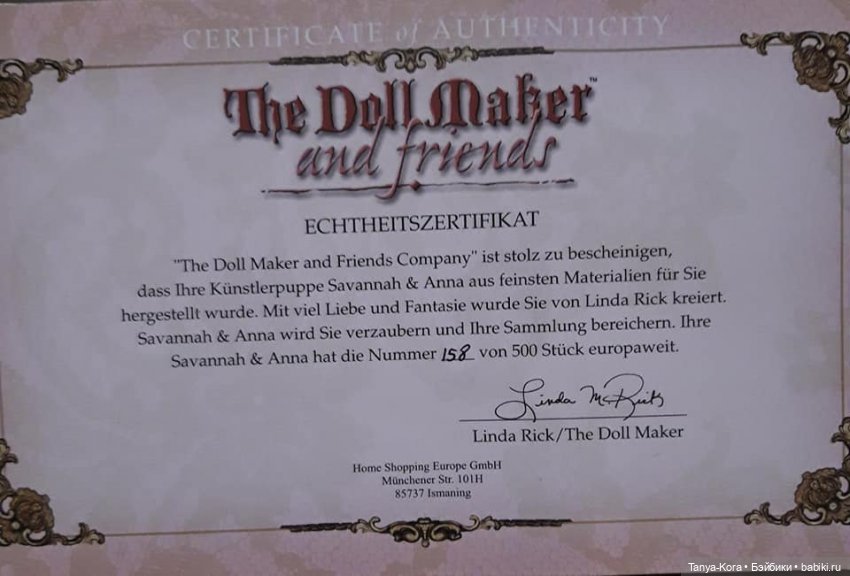 CERTIFICATE of AUTHENTICITY
The Doll Maker™
and friends
ECHTHEITSZERTIFIKAT
"The Doll Maker and Friends Company" ist stolz zu bescheinigen,
dass Ihre Künstlerpuppe Savannah & Anna aus feinsten Materialien für Sie
hergestellt wurde. Mit viel Liebe und Fantasie wurde Sie von Linda Rick kreiert.
Savannah & Anna wird Sie verzaubern und Ihre Sammlung bereichern. Ihre
Savannah & Anna hat die Nummer 158 von 500 Stück europaweit.
Linda Rick/The Doll Maker
Home Shopping Europe GmbH
Münchener Str. 101H
85737 Ismaning
Tanya-Kora • Бэйбики • babiki.ru